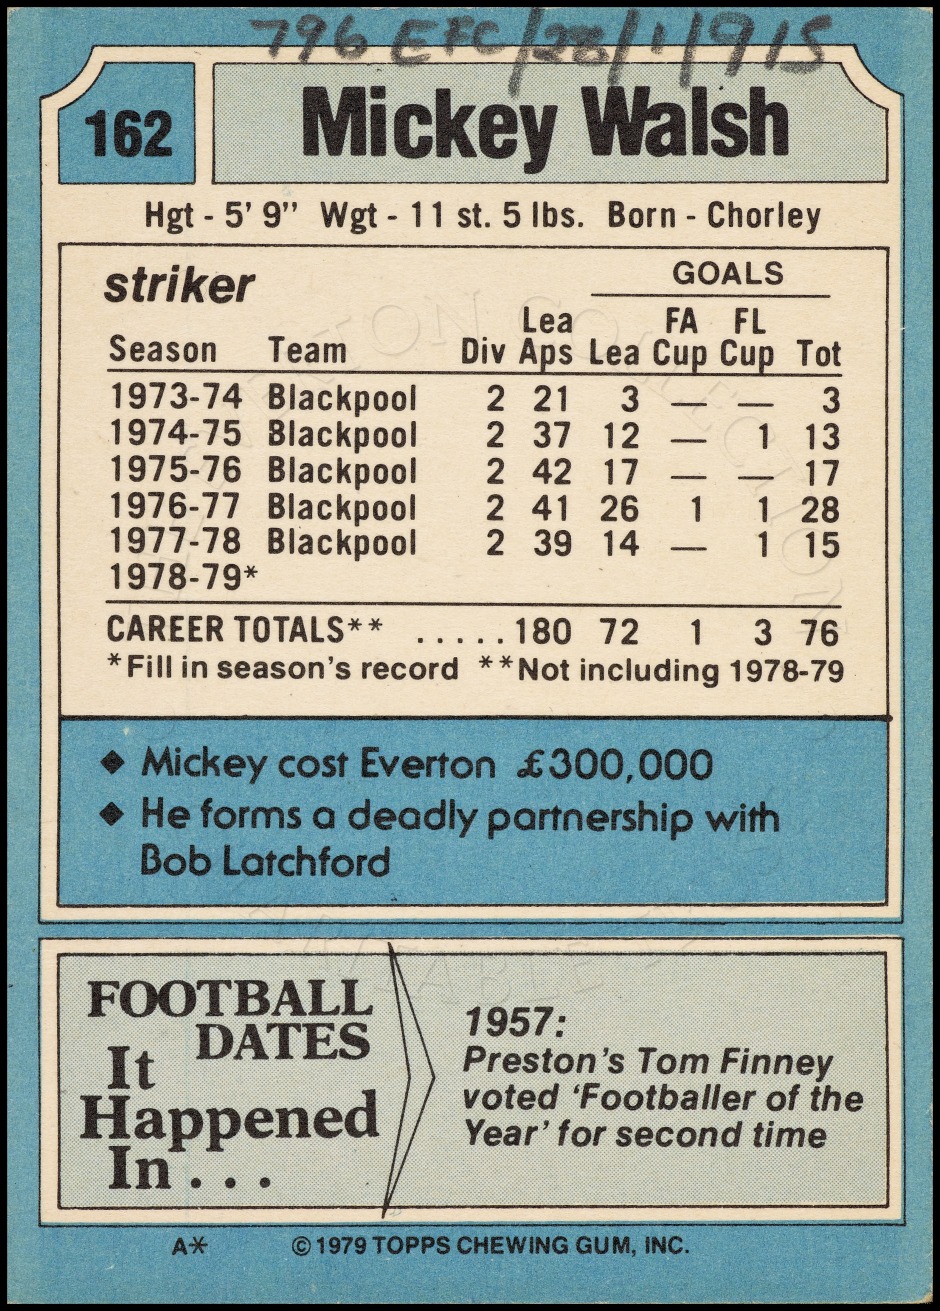 796 EFC/28/1/915
162
Mickey Walsh
Hgt - 5' 9" Wgt - 11 st. 5 lbs. Born - Chorley
striker
GOALS
Lea FA FL
Season Team Div Aps Lea Cup Cup Tot
1973-74 Blackpool 2 21 3 — — 3
1974-75 Blackpool 2 37 12 — 1 13
1975-76 Blackpool 2 42 17 — — 17
1976-77 Blackpool 2 41 26 1 1 28
1977-78 Blackpool 2 39 14 — 1 15
1978-79*
CAREER TOTALS** ..... 180 72 1 3 76
*Fill in season's record **Not including 1978-79
◆ Mickey cost Everton £300,000
◆ He forms a deadly partnership with
Bob Latchford
FOOTBALL
DATES
It
Happened
In . . .
1957:
Preston's Tom Finney
voted 'Footballer of the
Year' for second time
A* © 1979 TOPPS CHEWING GUM, INC.